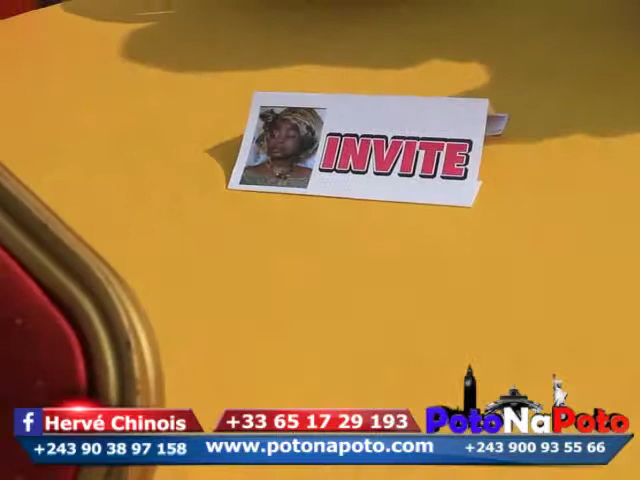 INVITE
f Hervé Chinois
+33 65 17 29 193
PotoNaPoto
+243 90 38 97 158
www.potonapoto.com
+243 900 93 55 66